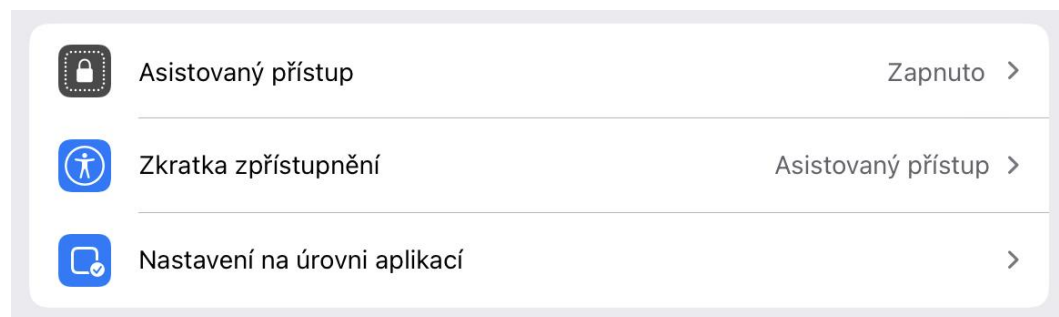 Asistovaný přístup Zapnuto
Zkratka zpřístupnění Asistovaný přístup
Nastavení na úrovni aplikací